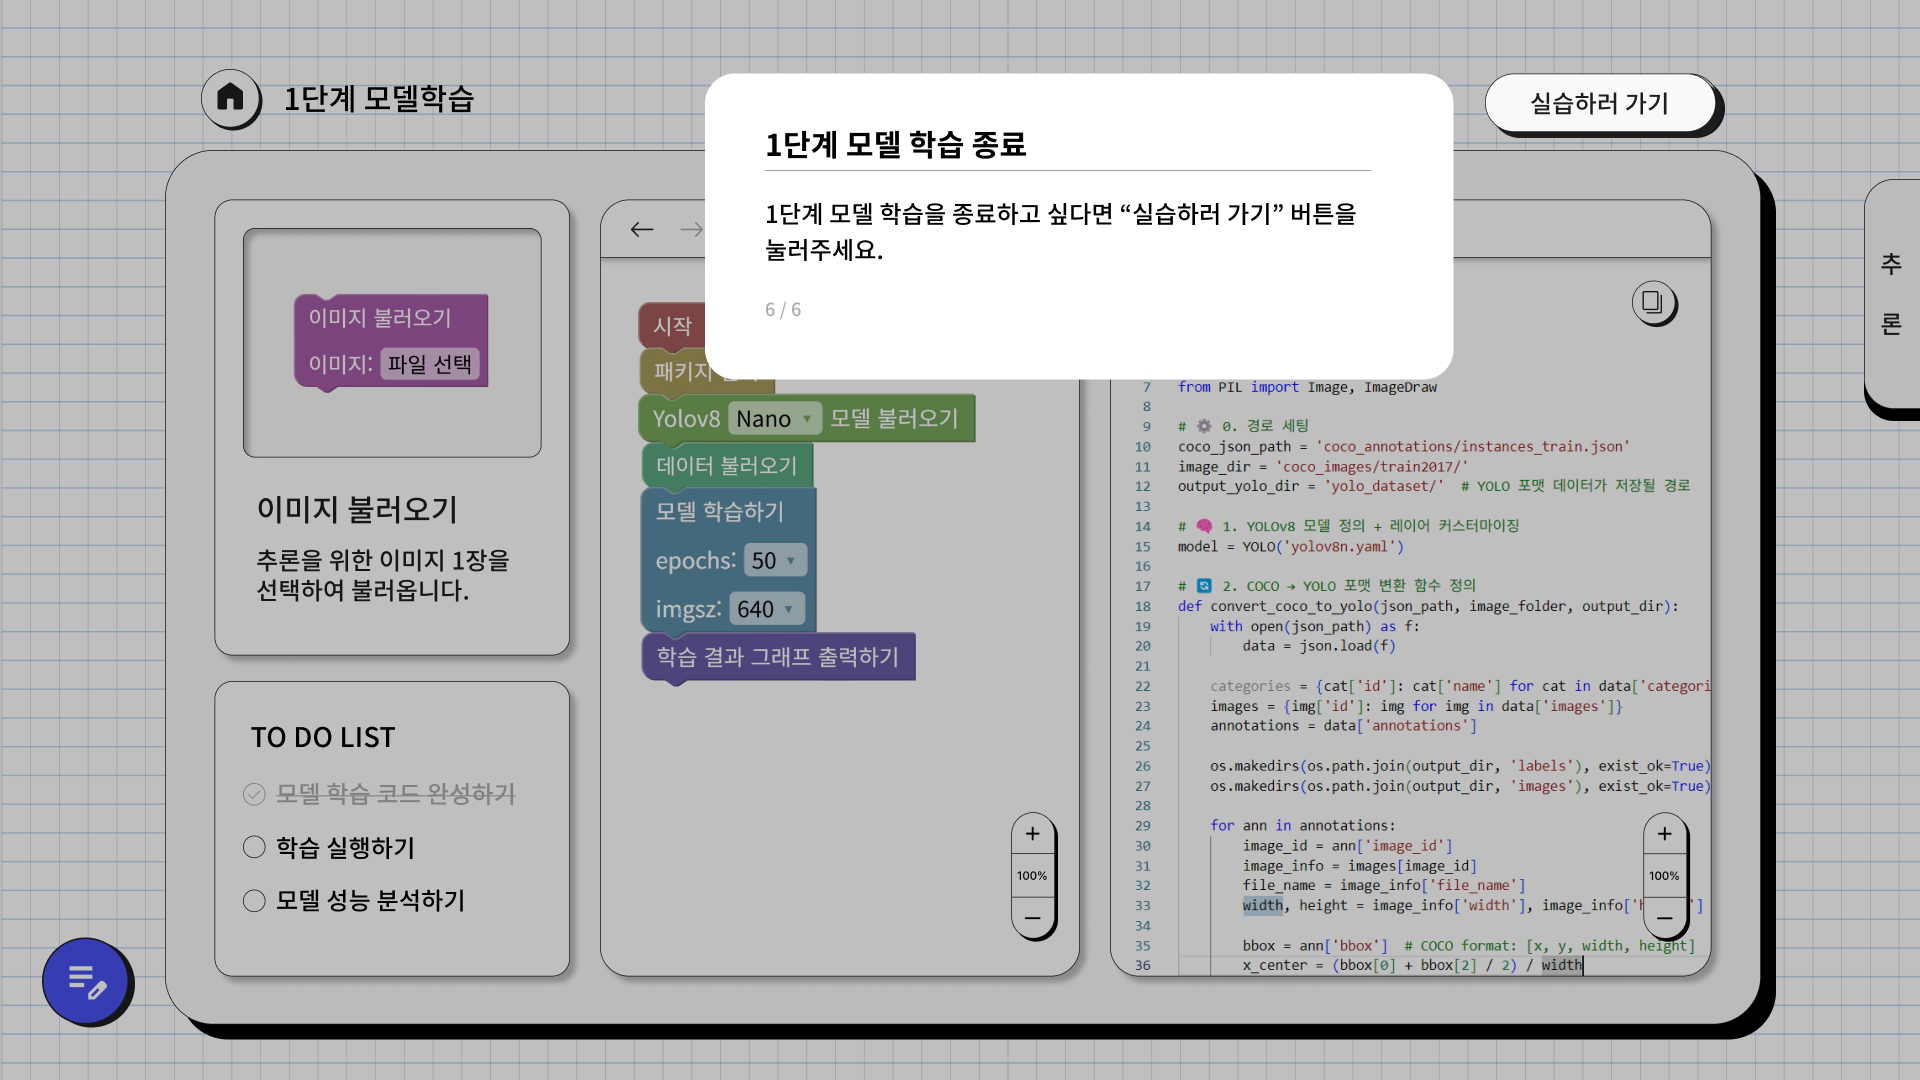 1단계 모델학습
실습하러 가기
1단계 모델 학습 종료
1단계 모델 학습을 종료하고 싶다면 “실습하러 가기” 버튼을
눌러주세요.
6 / 6
이미지 불러오기
이미지: 파일 선택
이미지 불러오기
추론을 위한 이미지 1장을
선택하여 불러옵니다.
TO DO LIST
모델 학습 코드 완성하기
학습 실행하기
모델 성능 분석하기
시작
패키지
Yolov8 Nano 모델 불러오기
데이터 불러오기
모델 학습하기
epochs: 50
imgsz: 640
학습 결과 그래프 출력하기
+
100%
−
7 from PIL import Image, ImageDraw
8
9 # ⚙️ 0. 경로 세팅
10 coco_json_path = 'coco_annotations/instances_train.json'
11 image_dir = 'coco_images/train2017/'
12 output_yolo_dir = 'yolo_dataset/'  # YOLO 포맷 데이터가 저장될 경로
13
14 # 🧠 1. YOLOv8 모델 정의 + 레이어 커스터마이징
15 model = YOLO('yolov8n.yaml')
16
17 # 🔄 2. COCO → YOLO 포맷 변환 함수 정의
18 def convert_coco_to_yolo(json_path, image_folder, output_dir):
19     with open(json_path) as f:
20         data = json.load(f)
21
22     categories = {cat['id']: cat['name'] for cat in data['categori
23     images = {img['id']: img for img in data['images']}
24     annotations = data['annotations']
25
26     os.makedirs(os.path.join(output_dir, 'labels'), exist_ok=True)
27     os.makedirs(os.path.join(output_dir, 'images'), exist_ok=True)
28
29     for ann in annotations:
30         image_id = ann['image_id']
31         image_info = images[image_id]
32         file_name = image_info['file_name']
33         width, height = image_info['width'], image_info['h ']
34
35         bbox = ann['bbox']  # COCO format: [x, y, width, height]
36         x_center = (bbox[0] + bbox[2] / 2) / width
+
100%
−
추
론